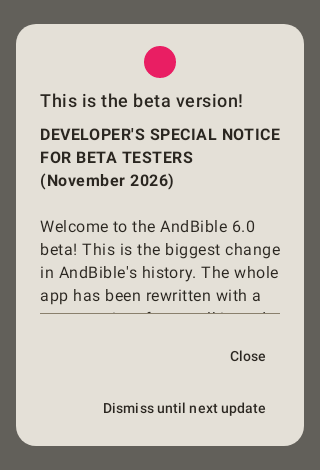 This is the beta version!
DEVELOPER'S SPECIAL NOTICE
FOR BETA TESTERS
(November 2026)
Welcome to the AndBible 6.0
beta! This is the biggest change
in AndBible's history. The whole
app has been rewritten with a
Close
Dismiss until next update